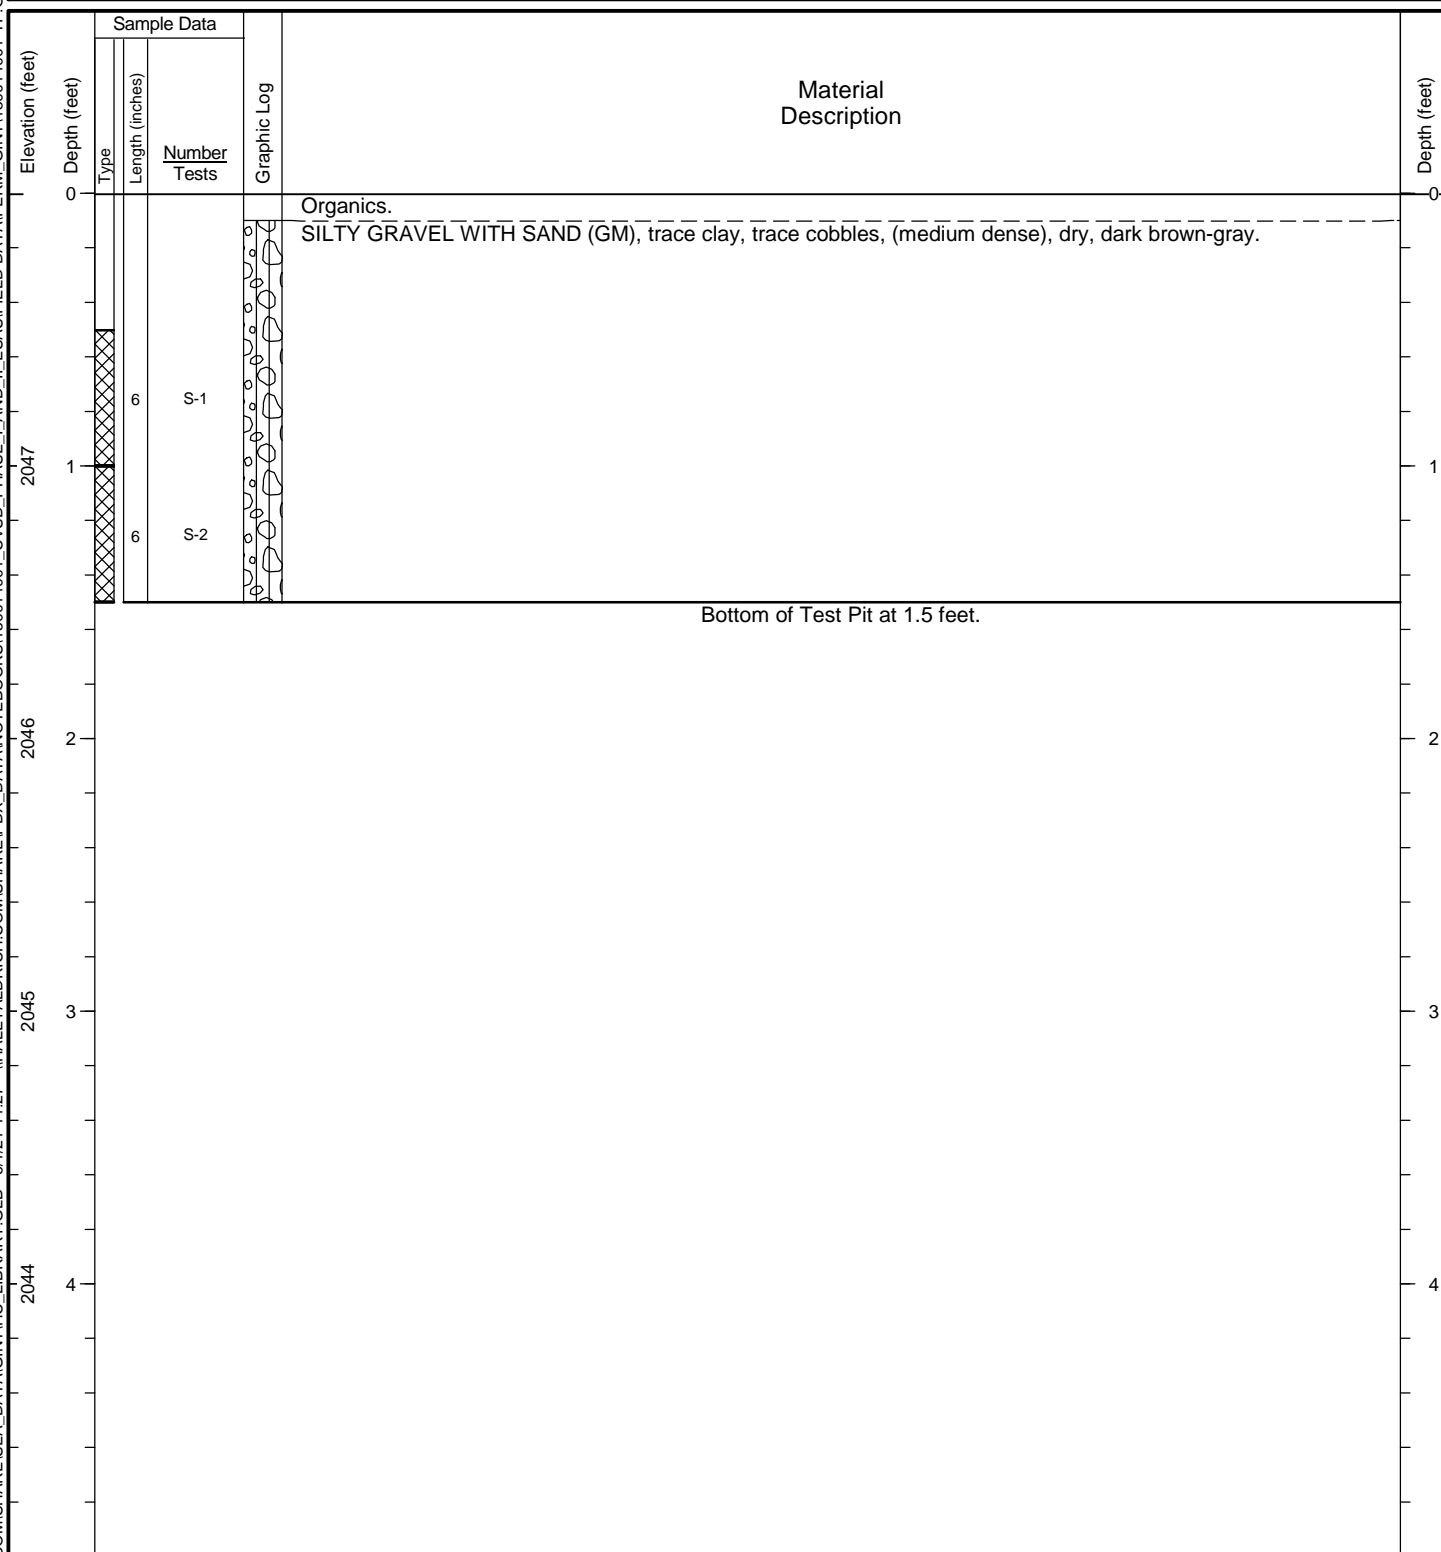 Sample Data
Elevation (feet)
Depth (feet)
Type
Length (inches)
Number
Tests
Graphic Log
Material
Description
Depth (feet)
0
0
Organics.
SILTY GRAVEL WITH SAND (GM), trace clay, trace cobbles, (medium dense), dry, dark brown-gray.
6
S-1
2047
1
1
6
S-2
Bottom of Test Pit at 1.5 feet.
2046
2
2
2045
3
3
2044
4
4